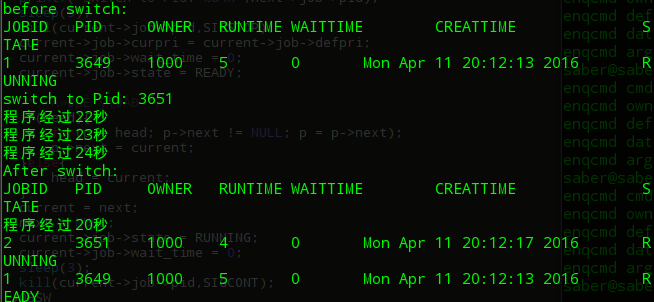 before switch:
JOBID PID OWNER RUNTIME WAITTIME CREATTIME S
TATE
1 3649 1000 5 0 Mon Apr 11 20:12:13 2016 R
UNNING
switch to Pid: 3651
程序经过22秒
程序经过23秒
程序经过24秒
After switch:
JOBID PID OWNER RUNTIME WAITTIME CREATTIME S
TATE
程序经过20秒
2 3651 1000 4 0 Mon Apr 11 20:12:17 2016 R
UNNING
1 3649 1000 5 0 Mon Apr 11 20:12:13 2016 R
EADY